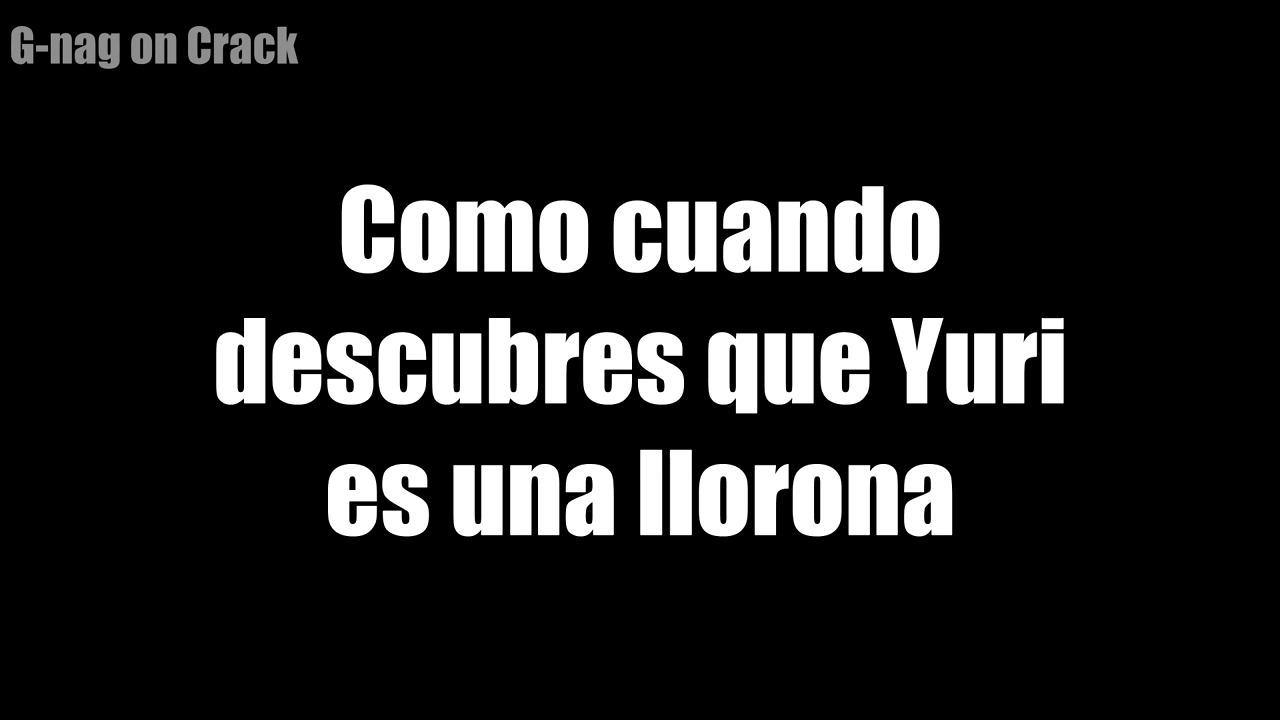 G-nag on Crack
Como cuando
descubres que Yuri
es una llorona